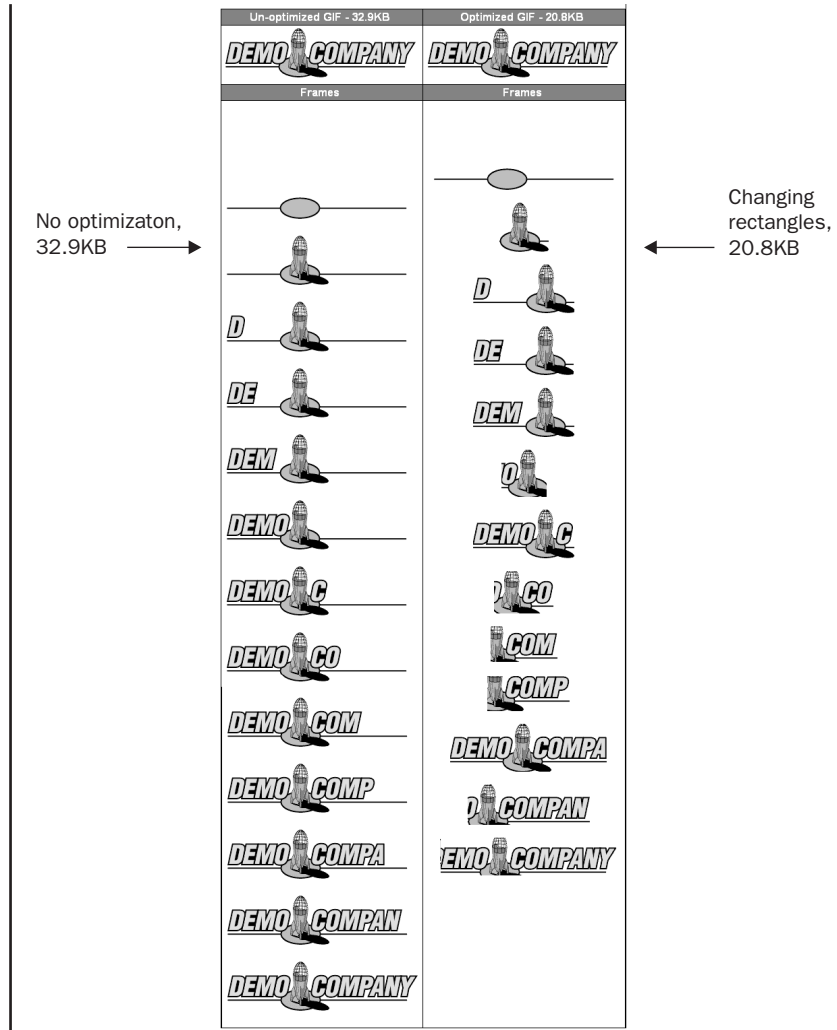 Un-optimized GIF - 32.9KB
DEMO COMPANY
Frames
No optimizaton,
32.9KB
D
DE
DEM
DEMO
DEMO C
DEMO CO
DEMO COM
DEMO COMP
DEMO COMPA
DEMO COMPAN
DEMO COMPANY
Optimized GIF - 20.8KB
DEMO COMPANY
Frames
D
DE
DEM
O
DEMO C
CO
COM
COMP
DEMO COMPA
O COMPAN
EMO COMPANY
Changing
rectangles,
20.8KB